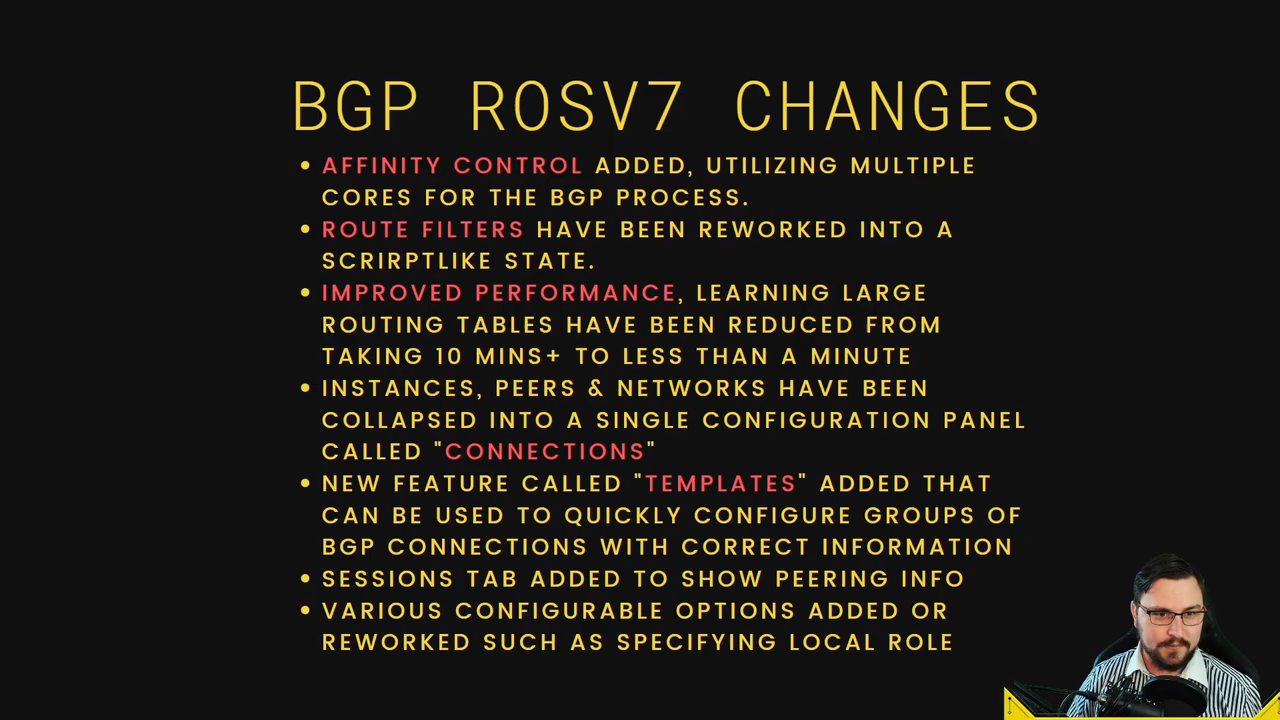 BGP ROSV7 CHANGES
• AFFINITY CONTROL ADDED, UTILIZING MULTIPLE
CORES FOR THE BGP PROCESS.
• ROUTE FILTERS HAVE BEEN REWORKED INTO A
SCRIRPTLIKE STATE.
• IMPROVED PERFORMANCE, LEARNING LARGE
ROUTING TABLES HAVE BEEN REDUCED FROM
TAKING 10 MINS+ TO LESS THAN A MINUTE
• INSTANCES, PEERS & NETWORKS HAVE BEEN
COLLAPSED INTO A SINGLE CONFIGURATION PANEL
CALLED "CONNECTIONS"
• NEW FEATURE CALLED "TEMPLATES" ADDED THAT
CAN BE USED TO QUICKLY CONFIGURE GROUPS OF
BGP CONNECTIONS WITH CORRECT INFORMATION
• SESSIONS TAB ADDED TO SHOW PEERING INFO
• VARIOUS CONFIGURABLE OPTIONS ADDED OR
REWORKED SUCH AS SPECIFYING LOCAL ROLE